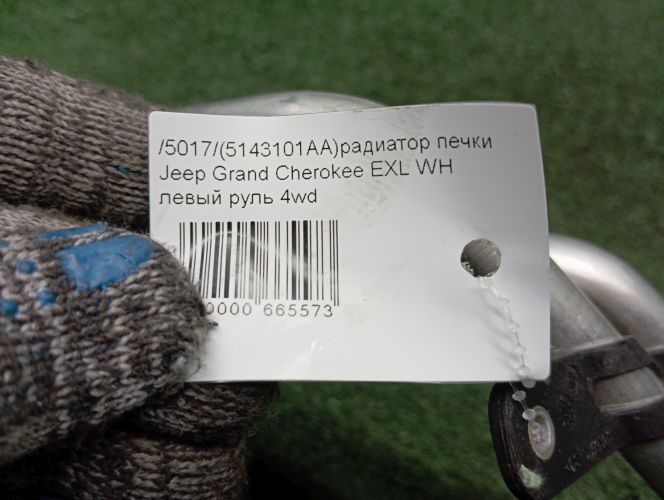 /5017/(5143101AA)радиатор печки
Jeep Grand Cherokee EXL WH
левый руль 4wd
0000 665573